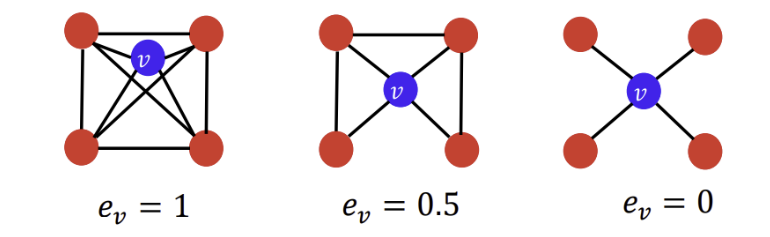 v
v
v
e_v = 1
e_v = 0.5
e_v = 0